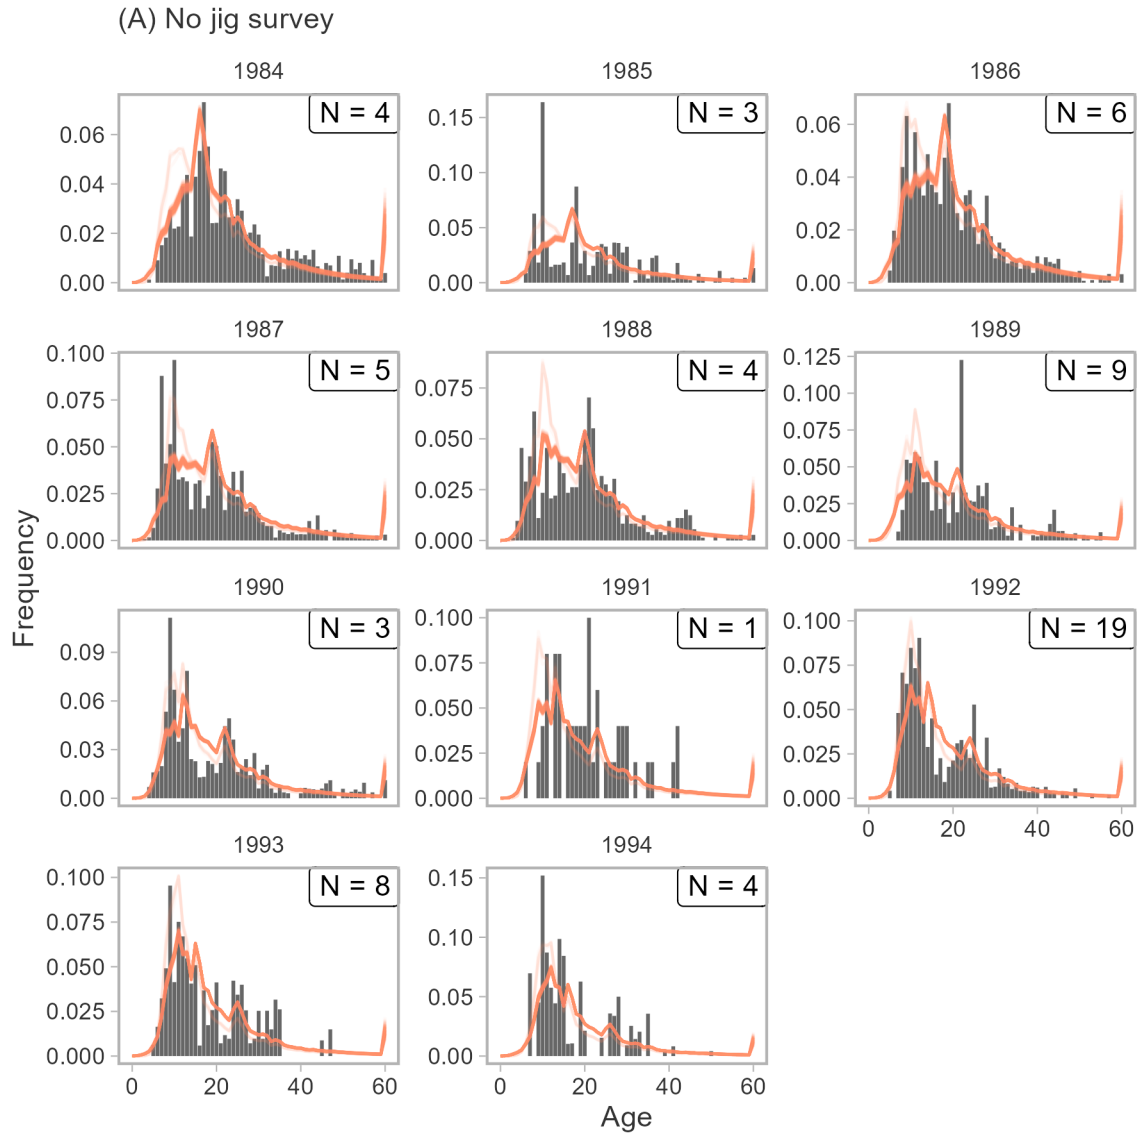 (A) No jig survey
1984 1985 1986
N = 4 N = 3 N = 6
0.06 0.04 0.02 0.00
0.15 0.10 0.05 0.00
0.06 0.04 0.02 0.00
1987 1988 1989
N = 5 N = 4 N = 9
0.100 0.075 0.050 0.025 0.000
0.075 0.050 0.025 0.000
0.125 0.100 0.075 0.050 0.025 0.000
Frequency
1990 1991 1992
N = 3 N = 1 N = 19
0.09 0.06 0.03 0.00
0.100 0.075 0.050 0.025 0.000
0.100 0.075 0.050 0.025 0.000
0 20 40 60
1993 1994
N = 8 N = 4
0.100 0.075 0.050 0.025 0.000
0.15 0.10 0.05 0.00
0 20 40 60
0 20 40 60
Age